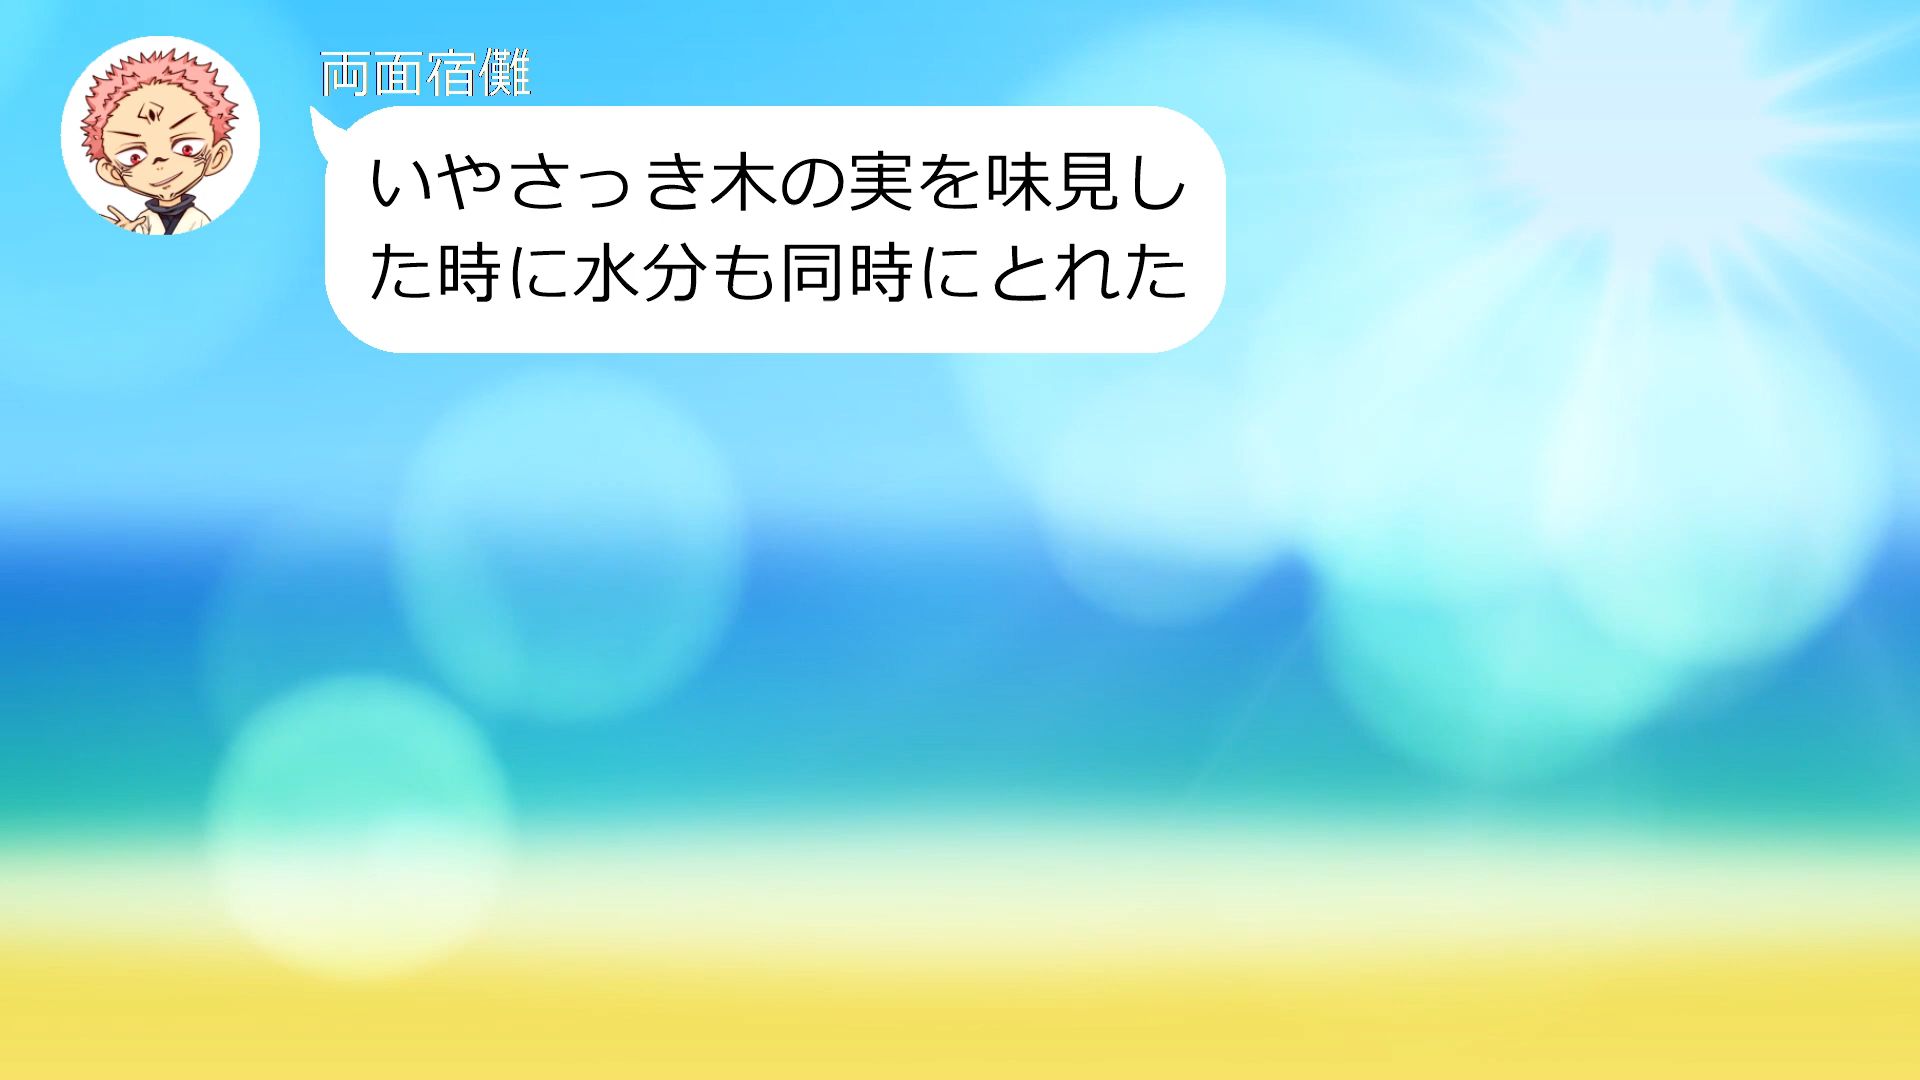 両面宿儺
いやさっき木の実を味見し
た時に水分も同時にとれた